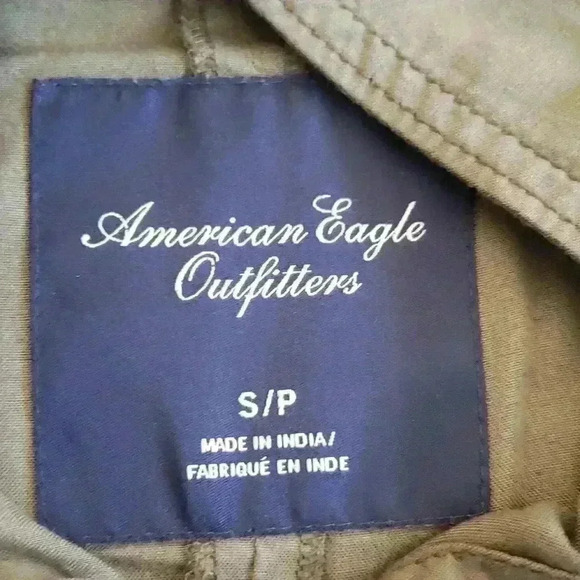 American Eagle
Outfitters
S/P
MADE IN INDIA/
FABRIQUÉ EN INDE